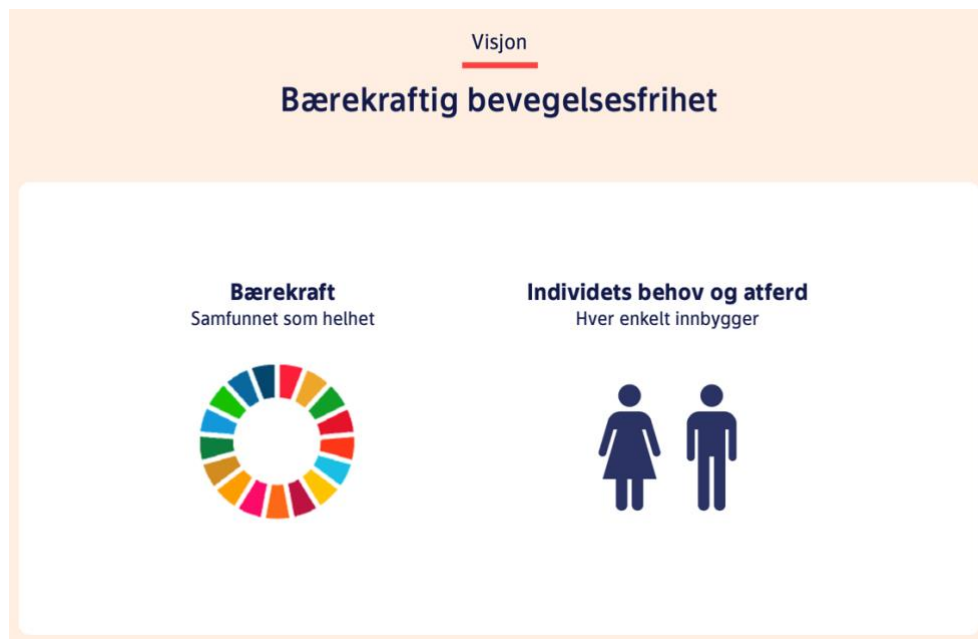 Visjon
Bærekraftig bevegelsesfrihet
Bærekraft
Samfunnet som helhet
Individets behov og atferd
Hver enkelt innbygger